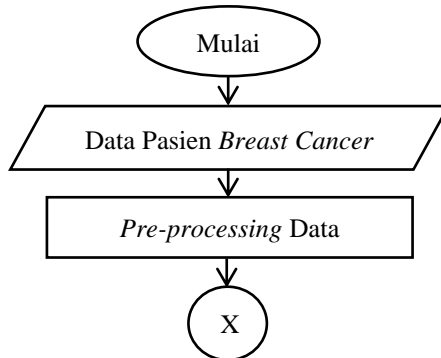 Mulai
Data Pasien Breast Cancer
Pre-processing Data
X